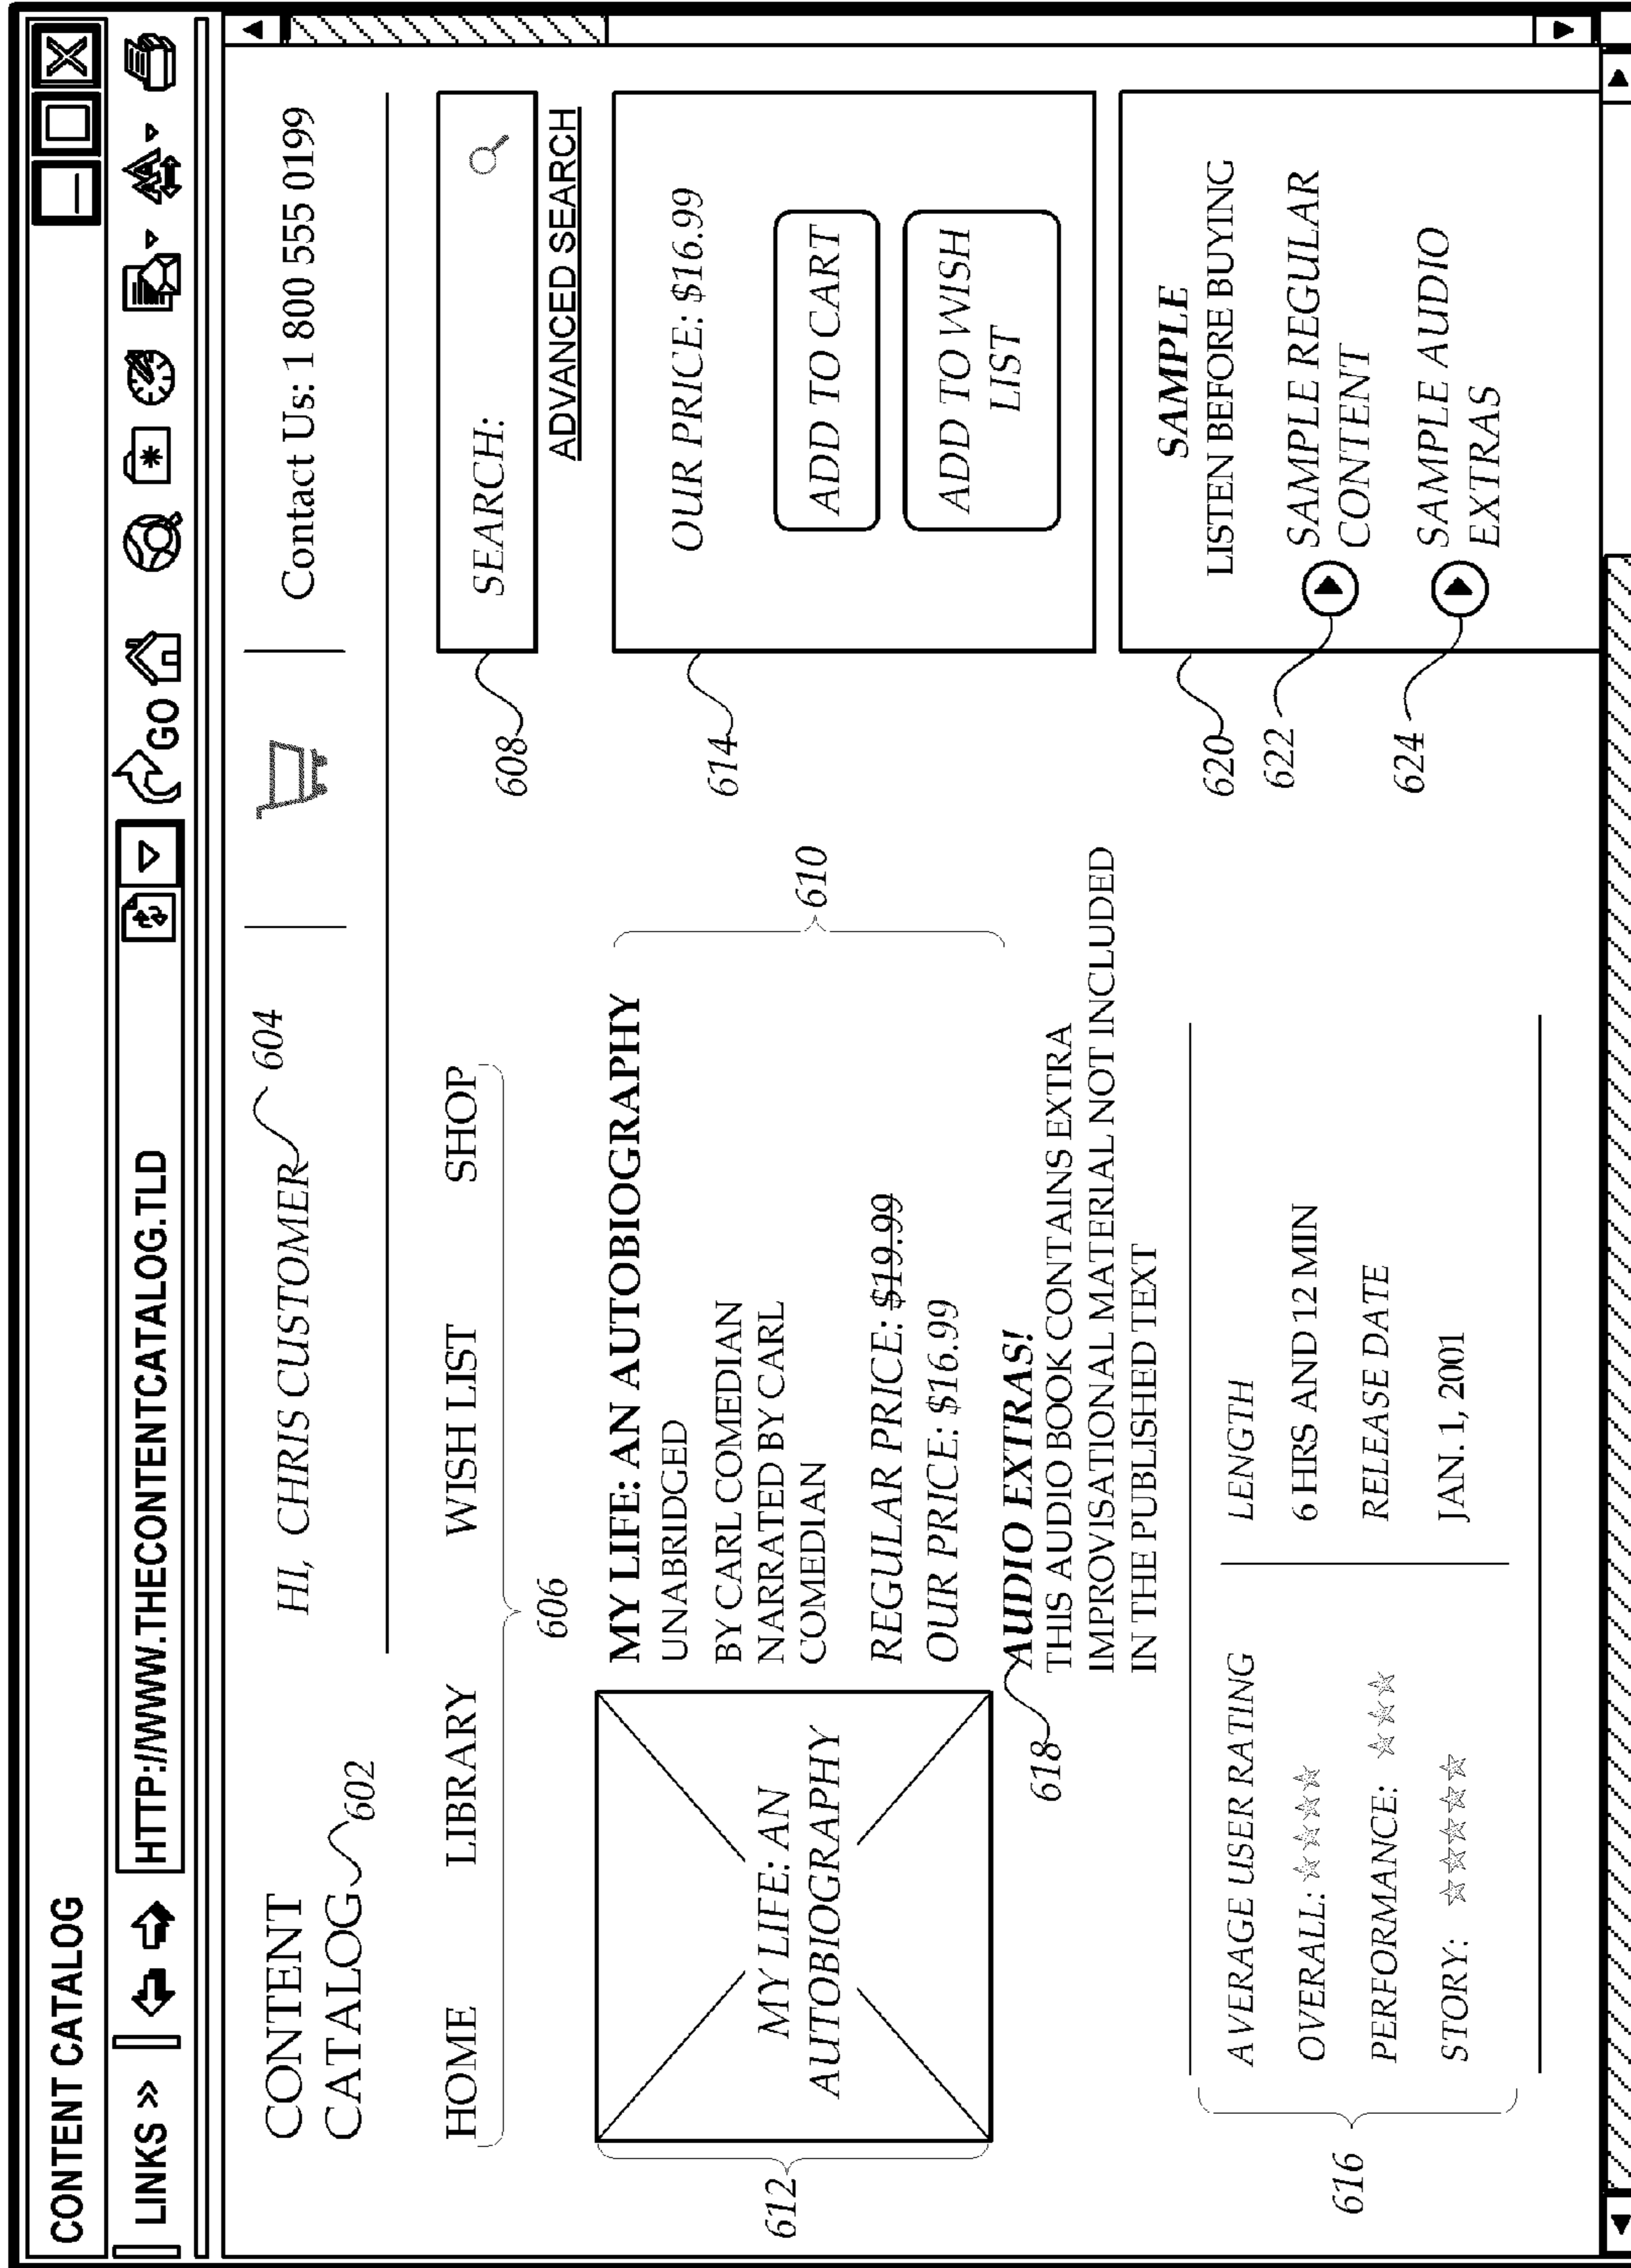 CONTENT CATALOG
LINKS »
HTTP://WWW.THECONTENTCATALOG.TLD
GO
CONTENT
CATALOG
602
HI, CHRIS CUSTOMER
604
Contact Us: 1 800 555 0199
HOME LIBRARY WISH LIST SHOP
606
SEARCH:
608
ADVANCED SEARCH
MY LIFE: AN
AUTOBIOGRAPHY
612
MY LIFE: AN AUTOBIOGRAPHY
UNABRIDGED
BY CARL COMEDIAN
NARRATED BY CARL
COMEDIAN
REGULAR PRICE: $19.99
OUR PRICE: $16.99
610
AUDIO EXTRAS!
618
THIS AUDIO BOOK CONTAINS EXTRA
IMPROVISATIONAL MATERIAL NOT INCLUDED
IN THE PUBLISHED TEXT
OUR PRICE: $16.99
ADD TO CART
ADD TO WISH
LIST
614
AVERAGE USER RATING
OVERALL:
PERFORMANCE:
STORY:
616
LENGTH
6 HRS AND 12 MIN
RELEASE DATE
JAN. 1, 2001
SAMPLE
LISTEN BEFORE BUYING
SAMPLE REGULAR
CONTENT
SAMPLE AUDIO
EXTRAS
620
622
624